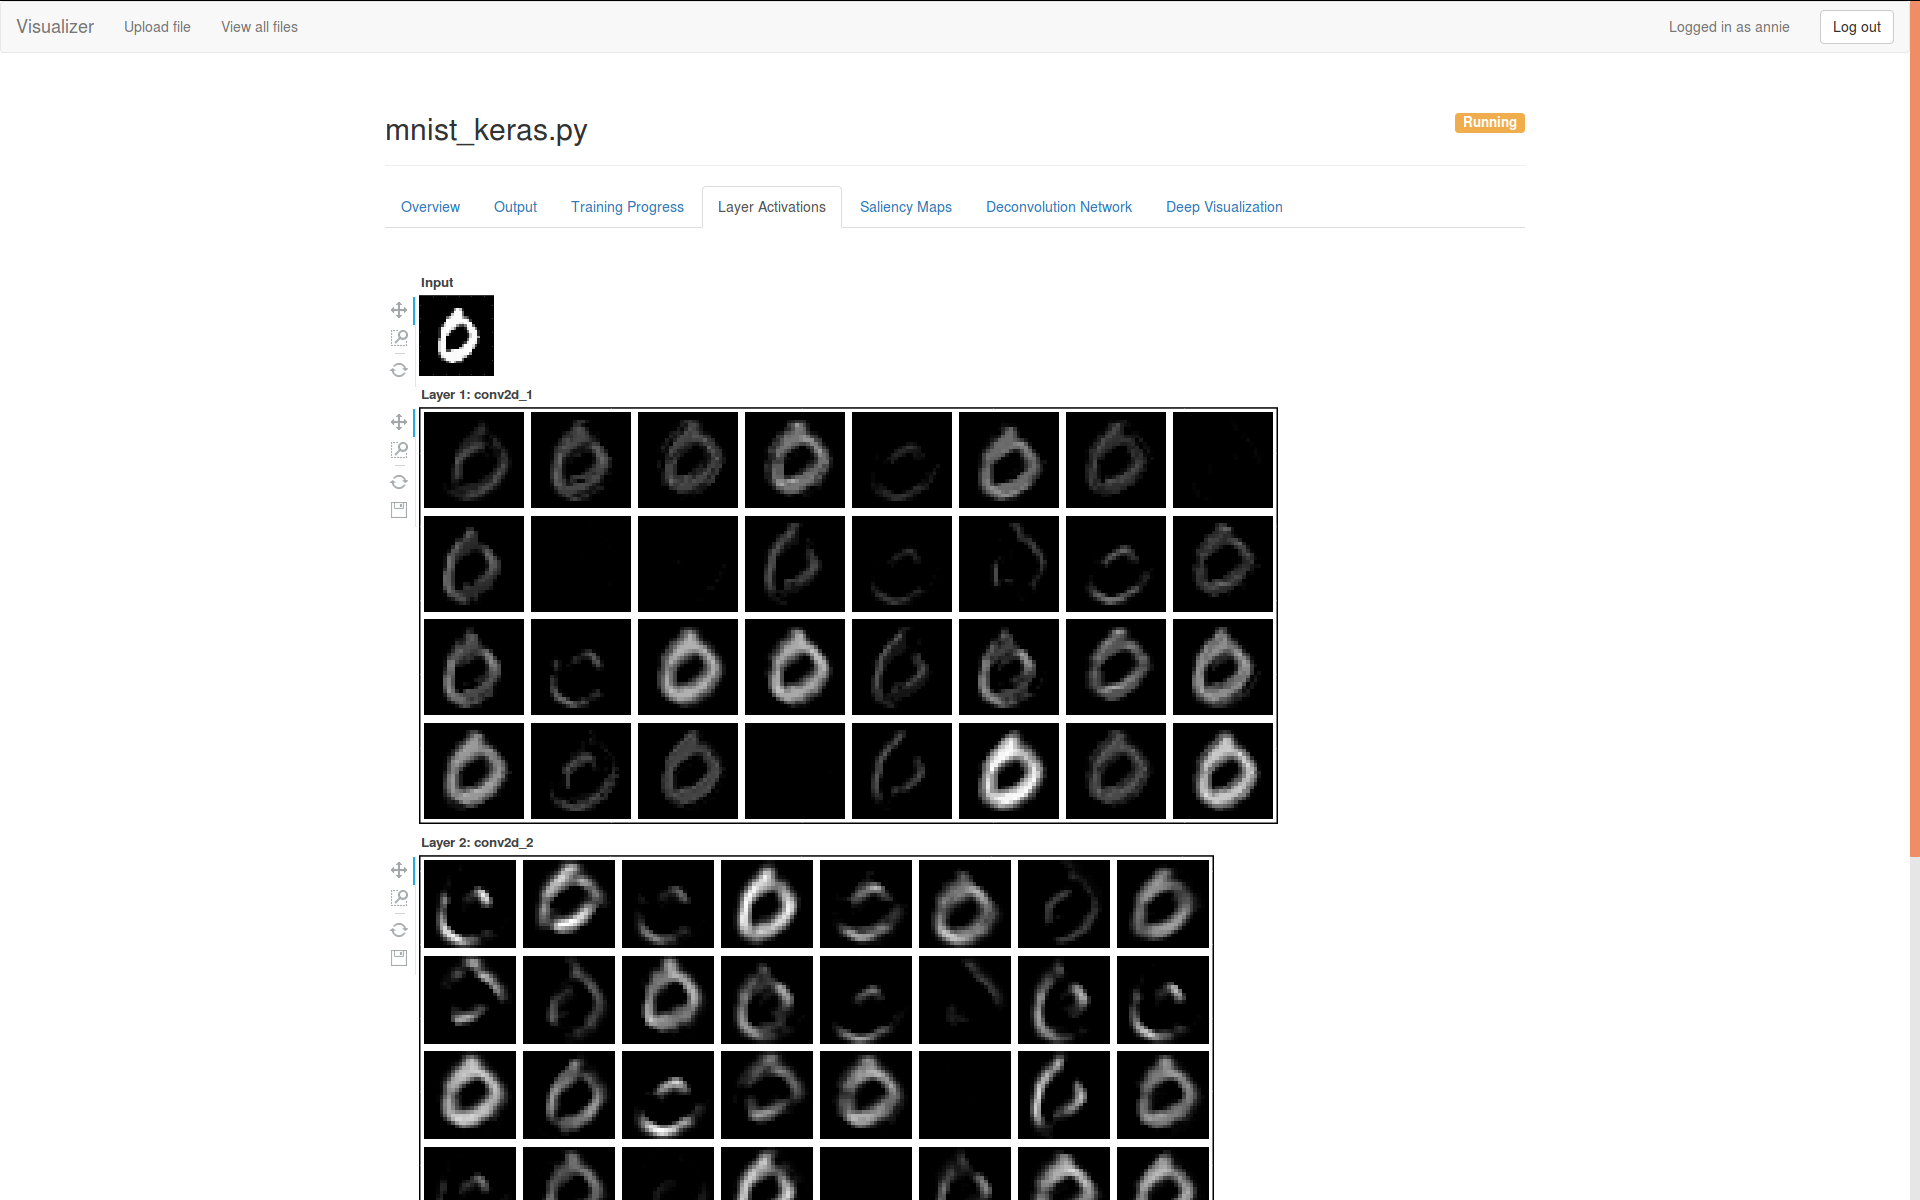 Visualizer Upload file View all files Logged in as annie Log out
mnist_keras.py Running
Overview Output Training Progress Layer Activations Saliency Maps Deconvolution Network Deep Visualization
Input
Layer 1: conv2d_1
Layer 2: conv2d_2